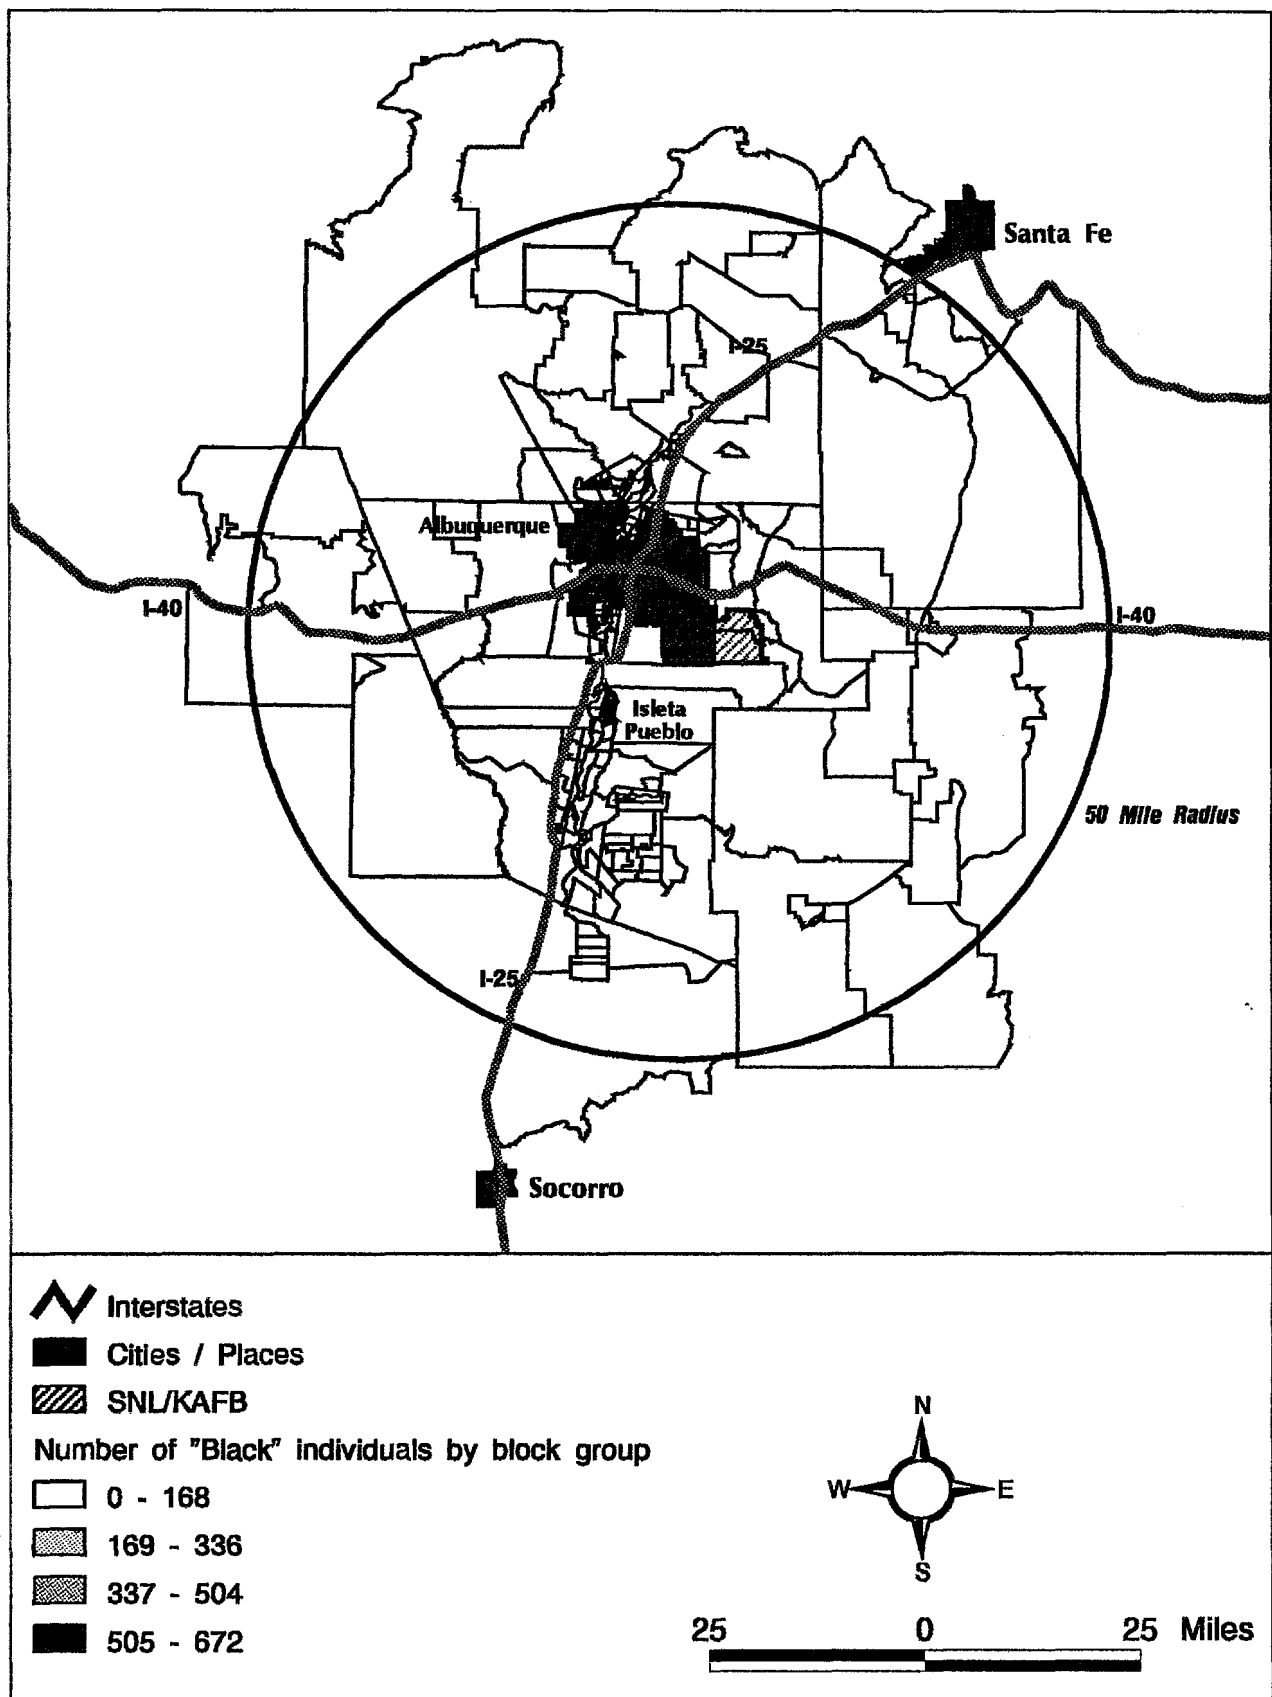 Santa Fe
I-25
Albuquerque
I-40
I-40
Isleta
Pueblo
50 Mile Radius
I-25
Socorro
Interstates
Cities / Places
SNL/KAFB
Number of "Black" individuals by block group
0 - 168
169 - 336
337 - 504
505 - 672
N
W E
S
25 0 25 Miles